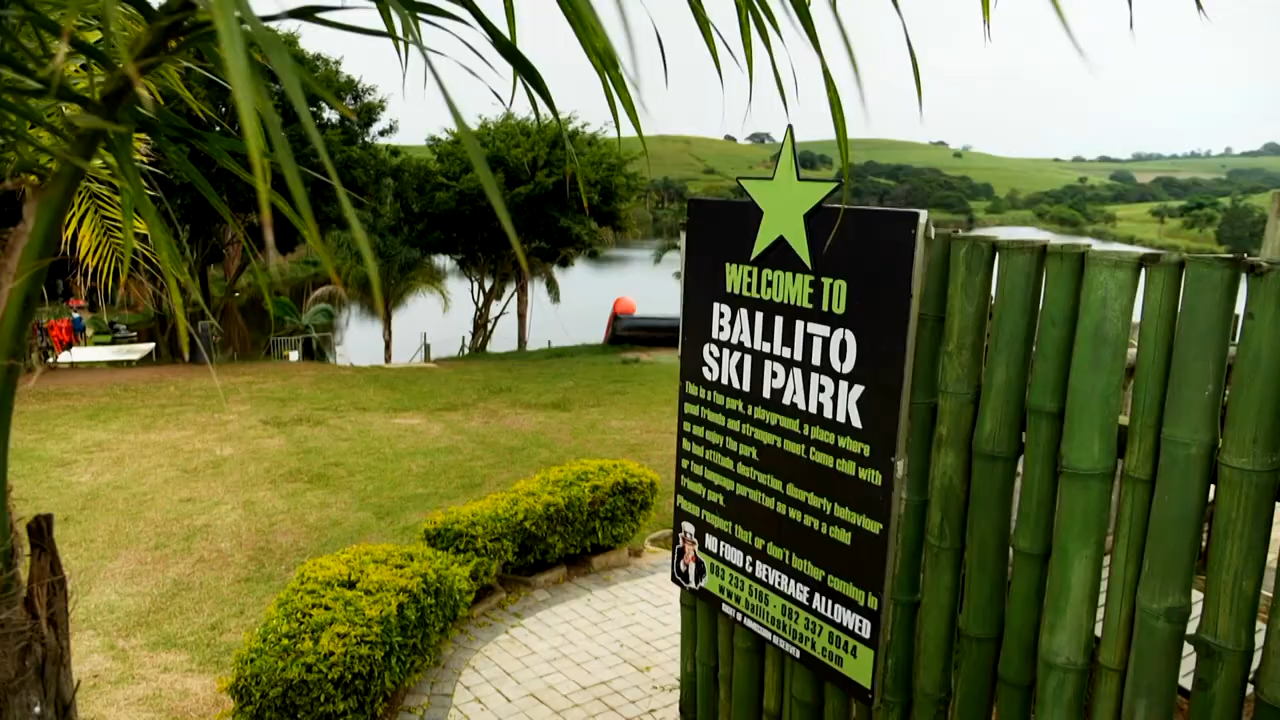 WELCOME TO
BALLITO
SKI PARK
This is a fun park, a playground, a place where
good friends and strangers meet. Come chill with
us and enjoy the park.
No bad attitude, destruction, disorderly behaviour
or foul language permitted as we are a child
friendly park.
Please respect that or don't bother coming in
NO FOOD & BEVERAGE ALLOWED
083 233 5165 - 082 337 6044
www.ballitoskipark.com
RIGHT OF ADMISSION RESERVED